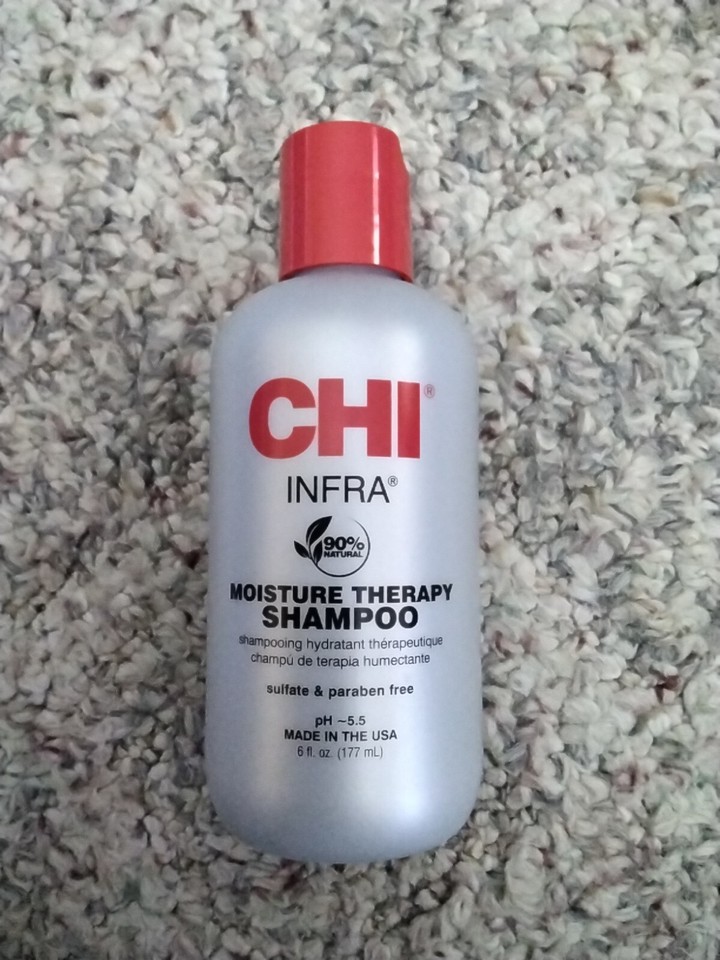 CHI®
INFRA®
90%
NATURAL
MOISTURE THERAPY
SHAMPOO
shampooing hydratant thérapeutique
champú de terapia humectante
sulfate & paraben free
pH ~5.5
MADE IN THE USA
6 fl. oz. (177 mL)